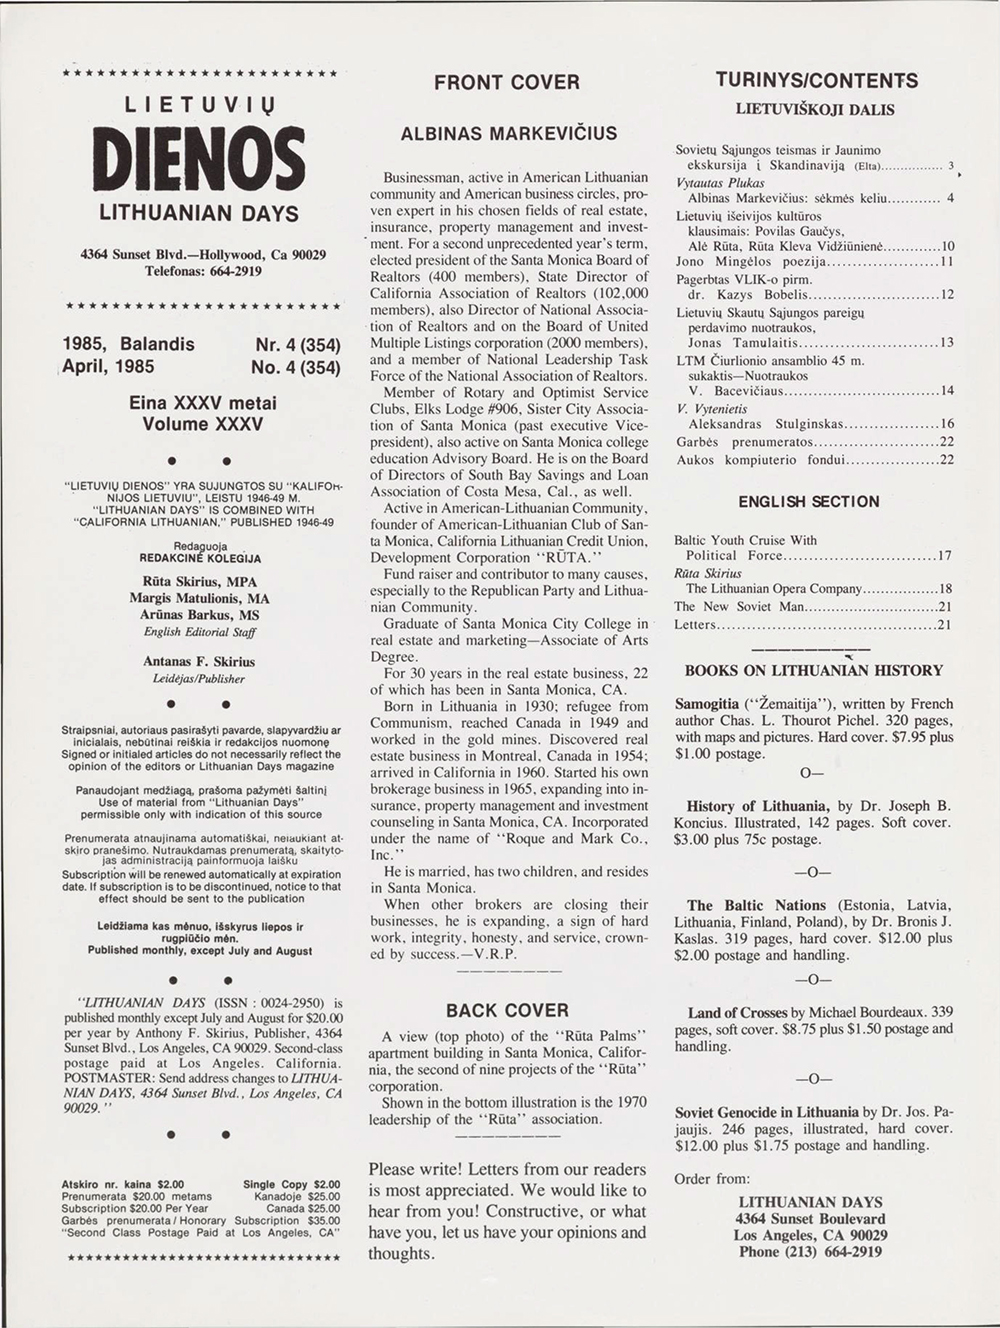 LIETUVIŲ
DIENOS
LITHUANIAN DAYS
4364 Sunset Blvd.—Hollywood, Ca 90029
Telefonas: 664-2919
1985, Balandis Nr. 4 (354)
April, 1985 No. 4 (354)
Eina XXXV metai
Volume XXXV
"LIETUVIŲ DIENOS" YRA SUJUNGTOS SU "KALIFOR-
NIJOS LIETUVIU", LEISTU 1946-49 M.
"LITHUANIAN DAYS" IS COMBINED WITH
"CALIFORNIA LITHUANIAN," PUBLISHED 1946-49
Redaguoja
REDAKCINĖ KOLEGIJA
Rūta Skirius, MPA
Margis Matulionis, MA
Arūnas Barkus, MS
English Editorial Staff
Antanas F. Skirius
Leidėjas/Publisher
Straipsniai, autoriaus pasirašyti pavarde, slapyvardžiu ar
inicialais, nebūtinai reiškia ir redakcijos nuomonę
Signed or initialed articles do not necessarily reflect the
opinion of the editors or Lithuanian Days magazine
Panaudojant medžiagą, prašoma pažymėti šaltinį
Use of material from "Lithuanian Days"
permissible only with indication of this source
Prenumerata atnaujinama automatiškai, nelaukiant at-
skiro pranešimo. Nutraukdamas prenumeratą, skaityto-
jas administraciją painformuoja laišku
Subscription will be renewed automatically at expiration
date. If subscription is to be discontinued, notice to that
effect should be sent to the publication
Leidžiama kas mėnuo, išskyrus liepos ir
rugpiūčio mėn.
Published monthly, except July and August
"LITHUANIAN DAYS (ISSN : 0024-2950) is
published monthly except July and August for $20.00
per year by Anthony F. Skirius, Publisher, 4364
Sunset Blvd., Los Angeles, CA 90029. Second-class
postage paid at Los Angeles. California.
POSTMASTER: Send address changes to LITHUA-
NIAN DAYS, 4364 Sunset Blvd., Los Angeles, CA
90029."
Atskiro nr. kaina $2.00 Single Copy $2.00
Prenumerata $20.00 metams Kanadoje $25.00
Subscription $20.00 Per Year Canada $25.00
Garbės prenumerata / Honorary Subscription $35.00
"Second Class Postage Paid at Los Angeles, CA"
FRONT COVER
ALBINAS MARKEVIČIUS
Businessman, active in American Lithuanian
community and American business circles, pro-
ven expert in his chosen fields of real estate,
insurance, property management and invest-
ment. For a second unprecedented year's term,
elected president of the Santa Monica Board of
Realtors (400 members), State Director of
California Association of Realtors (102,000
members), also Director of National Associa-
tion of Realtors and on the Board of United
Multiple Listings corporation (2000 members),
and a member of National Leadership Task
Force of the National Association of Realtors.
Member of Rotary and Optimist Service
Clubs, Elks Lodge #906, Sister City Associa-
tion of Santa Monica (past executive Vice-
president), also active on Santa Monica college
education Advisory Board. He is on the Board
of Directors of South Bay Savings and Loan
Association of Costa Mesa, Cal., as well.
Active in American-Lithuanian Community,
founder of American-Lithuanian Club of San-
ta Monica, California Lithuanian Credit Union,
Development Corporation "RŪTA."
Fund raiser and contributor to many causes,
especially to the Republican Party and Lithua-
nian Community.
Graduate of Santa Monica City College in
real estate and marketing—Associate of Arts
Degree.
For 30 years in the real estate business, 22
of which has been in Santa Monica, CA.
Born in Lithuania in 1930; refugee from
Communism, reached Canada in 1949 and
worked in the gold mines. Discovered real
estate business in Montreal, Canada in 1954;
arrived in California in 1960. Started his own
brokerage business in 1965, expanding into in-
surance, property management and investment
counseling in Santa Monica, CA. Incorporated
under the name of "Roque and Mark Co.,
Inc."
He is married, has two children, and resides
in Santa Monica.
When other brokers are closing their
businesses, he is expanding, a sign of hard
work, integrity, honesty, and service, crown-
ed by success.—V.R.P.
BACK COVER
A view (top photo) of the "Rūta Palms"
apartment building in Santa Monica, Califor-
nia, the second of nine projects of the "Rūta"
corporation.
Shown in the bottom illustration is the 1970
leadership of the "Rūta" association.
Please write! Letters from our readers
is most appreciated. We would like to
hear from you! Constructive, or what
have you, let us have your opinions and
thoughts.
TURINYS/CONTENTS
LIETUVIŠKOJI DALIS
Sovietų Sąjungos teismas ir Jaunimo
ekskursija į Skandinaviją (Elta)............... 3
Vytautas Plukas
Albinas Markevičius: sėkmės keliu............ 4
Lietuvių išeivijos kultūros
klausimais: Povilas Gaučys,
Alė Rūta, Rūta Kleva Vidžiūnienė.............10
Jono Mingėlos poezija.....................11
Pagerbtas VLIK-o pirm.
dr. Kazys Bobelis..........................12
Lietuvių Skautų Sąjungos pareigų
perdavimo nuotraukos,
Jonas Tamulaitis...........................13
LTM Čiurlionio ansamblio 45 m.
sukaktis—Nuotraukos
V. Bacevičiaus..............................14
V. Vytenietis
Aleksandras Stulginskas..................16
Garbės prenumeratos........................22
Aukos kompiuterio fondui..................22
ENGLISH SECTION
Baltic Youth Cruise With
Political Force..............................17
Rūta Skirius
The Lithuanian Opera Company...............18
The New Soviet Man..........................21
Letters..........................................21
BOOKS ON LITHUANIAN HISTORY
Samogitia ("Žemaitija"), written by French
author Chas. L. Thourot Pichel. 320 pages,
with maps and pictures. Hard cover. $7.95 plus
$1.00 postage.
O—
History of Lithuania, by Dr. Joseph B.
Koncius. Illustrated, 142 pages. Soft cover.
$3.00 plus 75c postage.
—O—
The Baltic Nations (Estonia, Latvia,
Lithuania, Finland, Poland), by Dr. Bronis J.
Kaslas. 319 pages, hard cover. $12.00 plus
$2.00 postage and handling.
—O—
Land of Crosses by Michael Bourdeaux. 339
pages, soft cover. $8.75 plus $1.50 postage and
handling.
—O—
Soviet Genocide in Lithuania by Dr. Jos. Pa-
jaujis. 246 pages, illustrated, hard cover.
$12.00 plus $1.75 postage and handling.
Order from:
LITHUANIAN DAYS
4364 Sunset Boulevard
Los Angeles, CA 90029
Phone (213) 664-2919